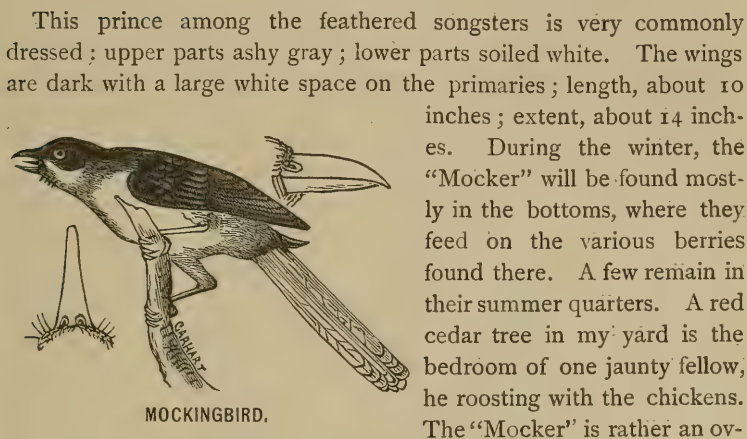 This prince among the feathered songsters is very commonly
dressed ; upper parts ashy gray ; lower parts soiled white. The wings
are dark with a large white space on the primaries ; length, about 10
inches ; extent, about 14 inch-
es. During the winter, the
“Mocker” will be found most-
ly in the bottoms, where they
feed on the various berries
found there. A few remain in
their summer quarters. A red
cedar tree in my yard is the
bedroom of one jaunty fellow,
he roosting with the chickens.
The “Mocker” is rather an ov-
CARHART
MOCKINGBIRD.